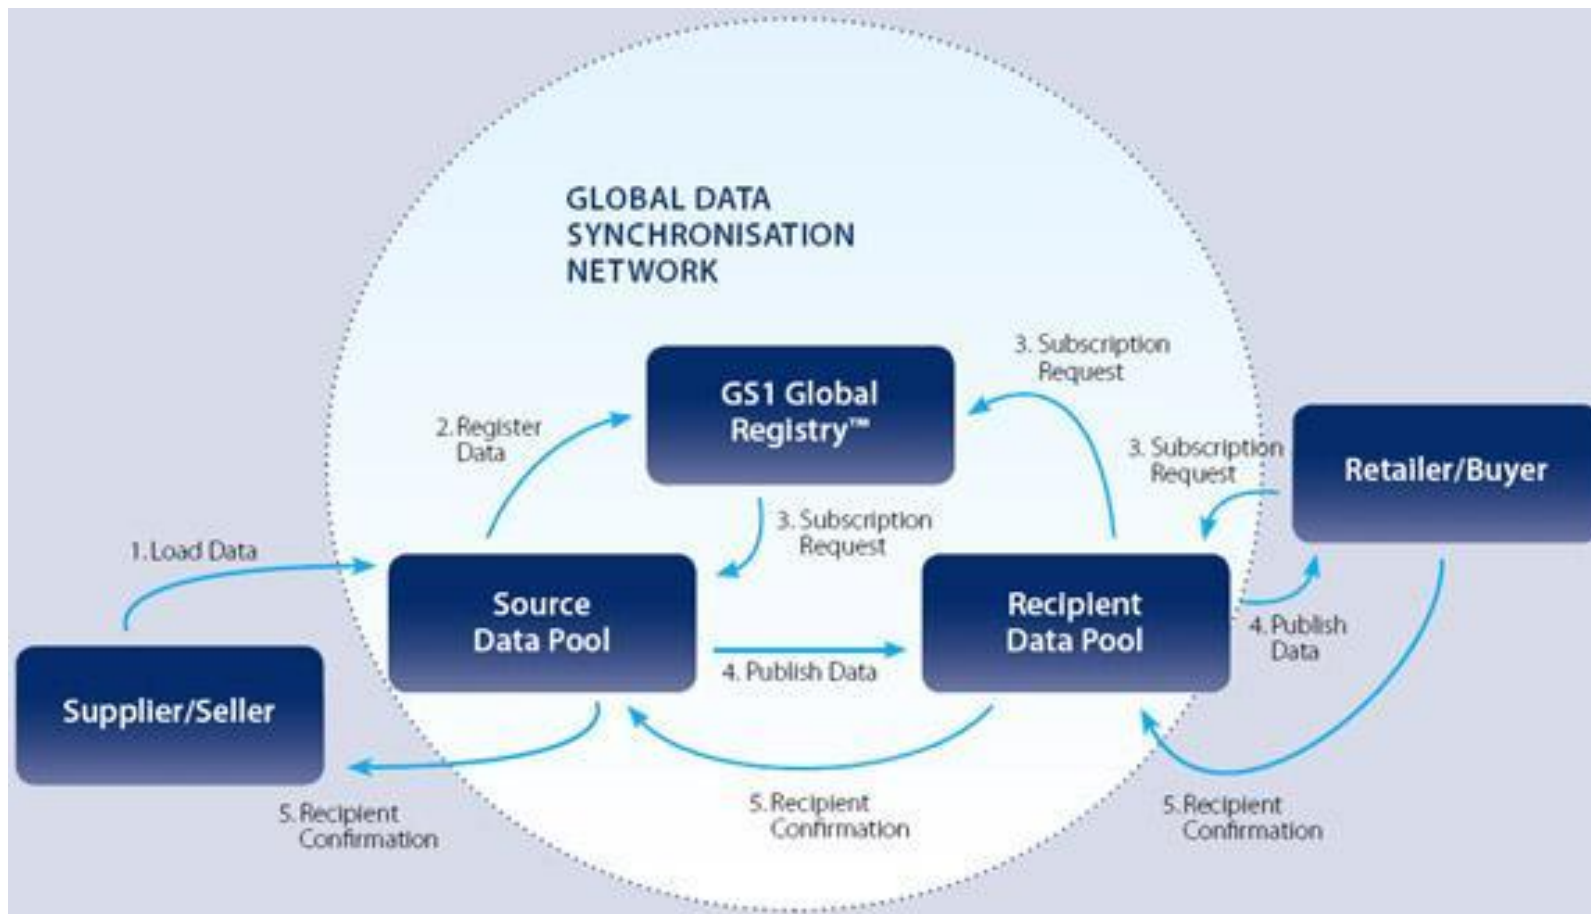 GLOBAL DATA
SYNCHRONISATION
NETWORK
3. Subscription
Request
GS1 Global
Registry™
2. Register
Data
3. Subscription
Request
Retailer/Buyer
3. Subscription
Request
1. Load Data
Source
Data Pool
Recipient
Data Pool
4. Publish
Data
4. Publish Data
Supplier/Seller
5. Recipient
Confirmation
5. Recipient
Confirmation
5. Recipient
Confirmation